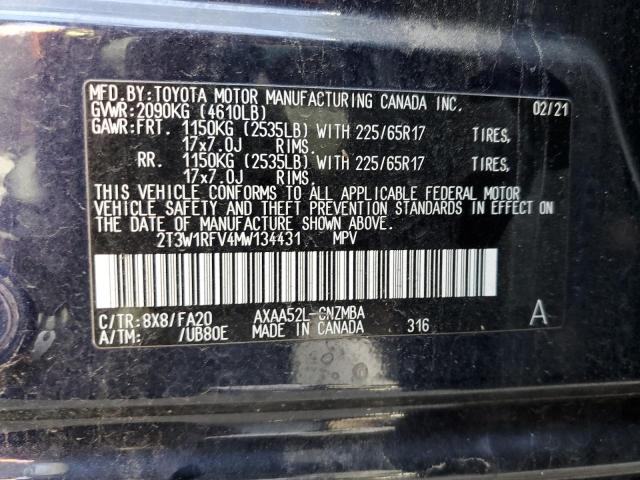 MFD.BY:TOYOTA MOTOR MANUFACTURING CANADA INC. 02/21
GVWR:2090KG (4610LB)
GAWR:FRT. 1150KG (2535LB) WITH 225/65R17 TIRES,
17x7.0J RIMS.
RR. 1150KG (2535LB) WITH 225/65R17 TIRES,
17x7.0J RIMS.
THIS VEHICLE CONFORMS TO ALL APPLICABLE FEDERAL MOTOR
VEHICLE SAFETY AND THEFT PREVENTION STANDARDS IN EFFECT ON
THE DATE OF MANUFACTURE SHOWN ABOVE.
2T3W1RFV4MW134431 MPV
C/TR:8X8/FA20 AXAA52L-CNZMBA A
A/TM: /UB80E MADE IN CANADA 316